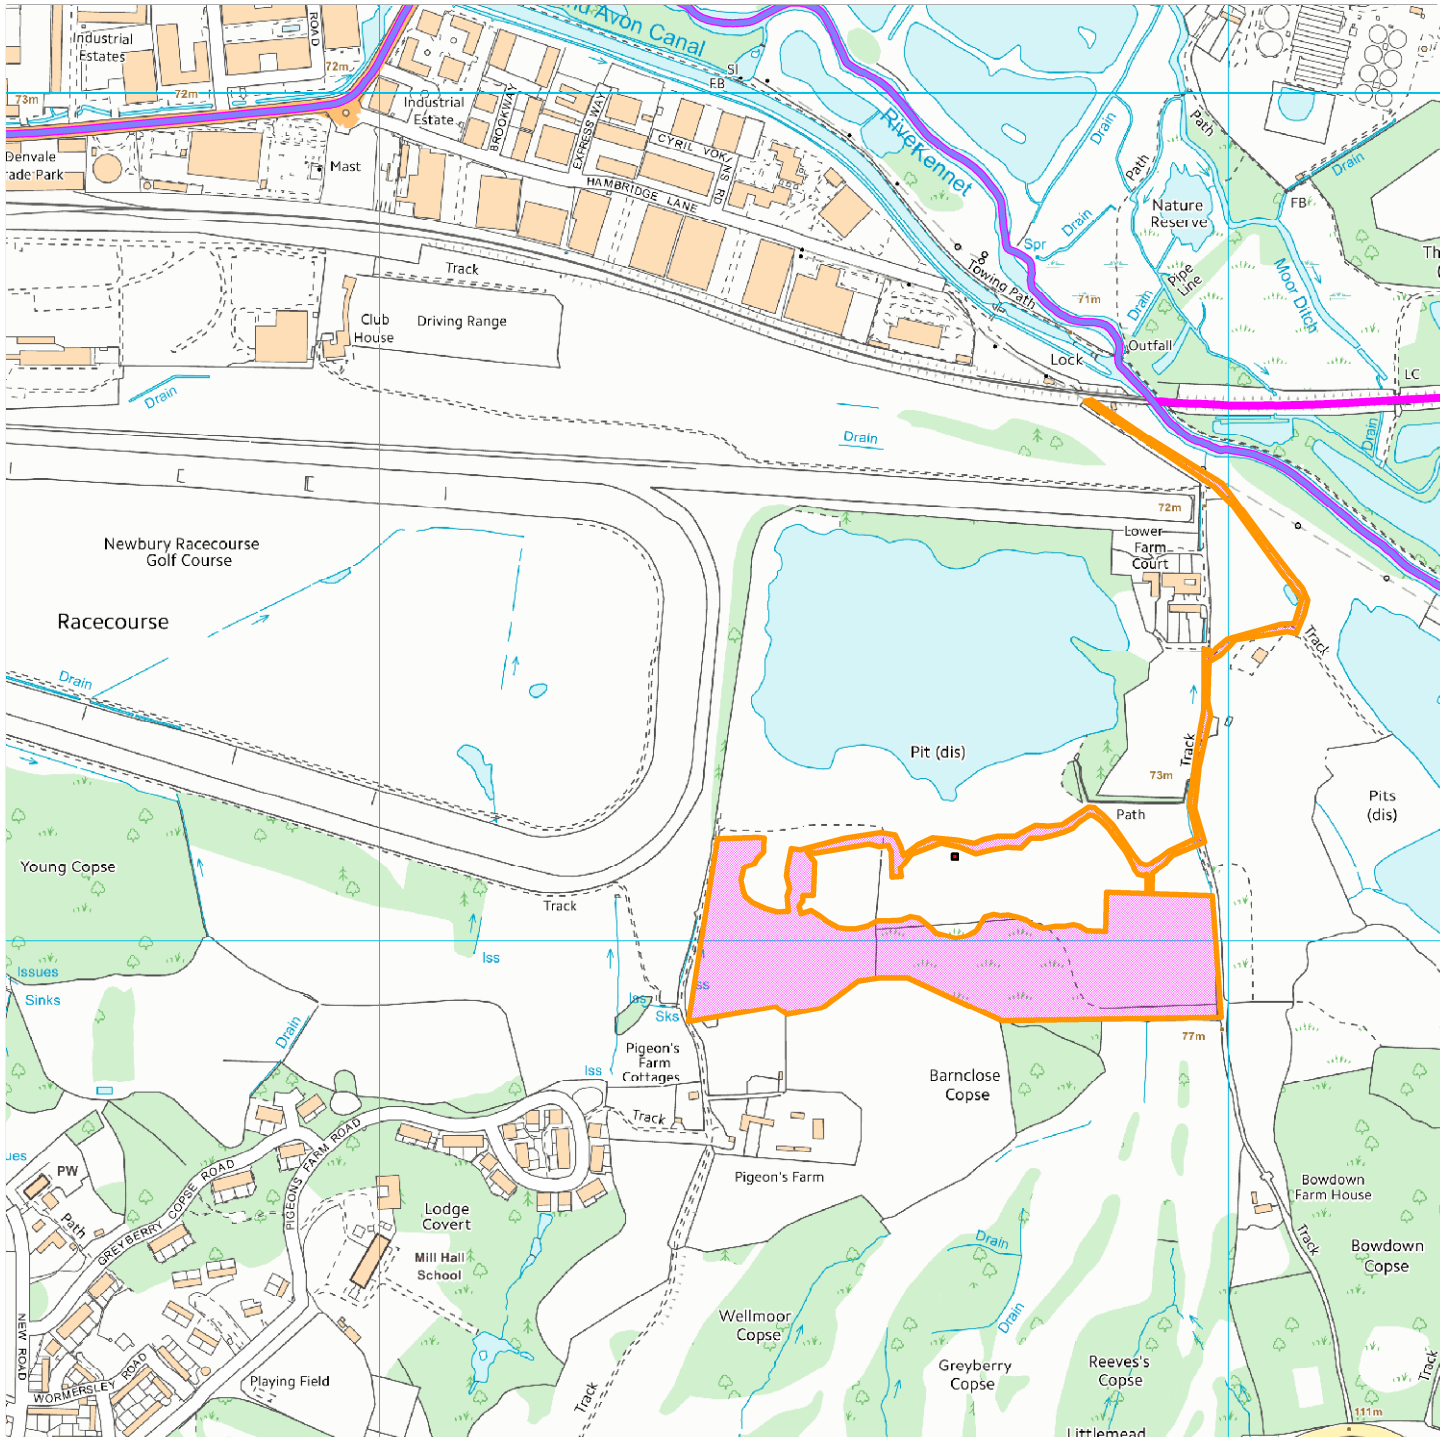 Industrial
Estates
ROAD
72m
72m
73m
Avon Canal
Sl
FB
Industrial
Estate
BROOKWAY
EXPRESS WAY
CYRIL VOKINS RD
HAMBRIDGE LANE
Denvale
rade Park
Mast
River Kennet
Path
Drain
Path
Drain
Nature
Reserve
FB
Spr
Drain
Towing Path
71m
Pipe
Line
Drain
Moor Ditch
Track
Club
House
Driving Range
Outfall
Lock
LC
Drain
Drain
Drain
72m
Newbury Racecourse
Golf Course
Lower
Farm
Court
Racecourse
Track
Drain
Pit (dis)
Track
73m
Path
Pits
(dis)
Young Copse
Track
Iss
Issues
Sinks
ss
Iss
Sks
Drain
77m
Pigeon's
Farm
Cottages
Iss
Barnclose
Copse
Track
PIGEONS FARM ROAD
GREYBERRY COPSE ROAD
ues
PW
Path
Pigeon's Farm
Bowdown
Farm House
Lodge
Covert
Mill Hall
School
Drain
Track
Bowdown
Copse
Wellmoor
Copse
Drain
NEW ROAD
WORMERSLEY ROAD
Playing Field
Track
Greyberry
Copse
Reeve's
Copse
Track
111m
Littlemead